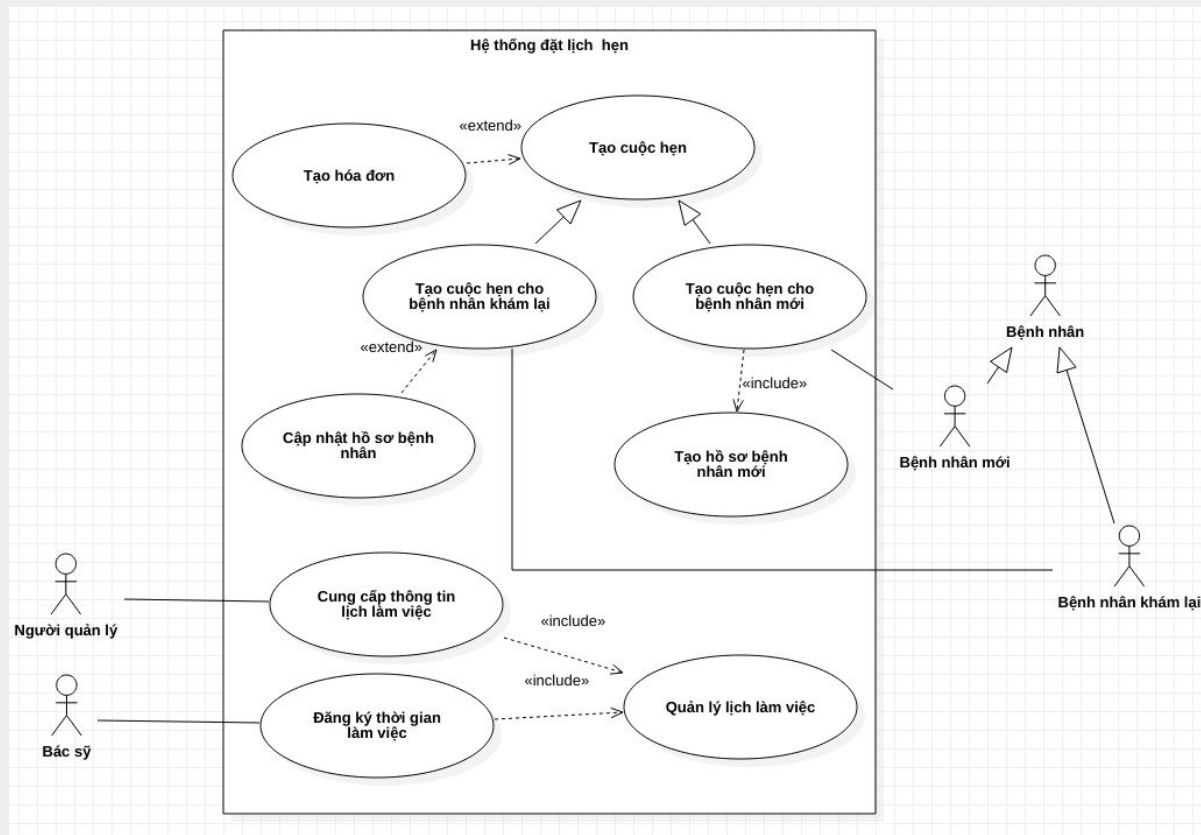 Hệ thống đặt lịch hẹn
«extend»
Tạo cuộc hẹn
Tạo hóa đơn
Tạo cuộc hẹn cho
bệnh nhân khám lại
Tạo cuộc hẹn cho
bệnh nhân mới
Bệnh nhân
«extend»
«include»
Cập nhật hồ sơ bệnh
nhân
Tạo hồ sơ bệnh
nhân mới
Bệnh nhân mới
Cung cấp thông tin
lịch làm việc
Người quản lý
Bệnh nhân khám lại
«include»
«include»
Đăng ký thời gian
làm việc
Quản lý lịch làm việc
Bác sỹ